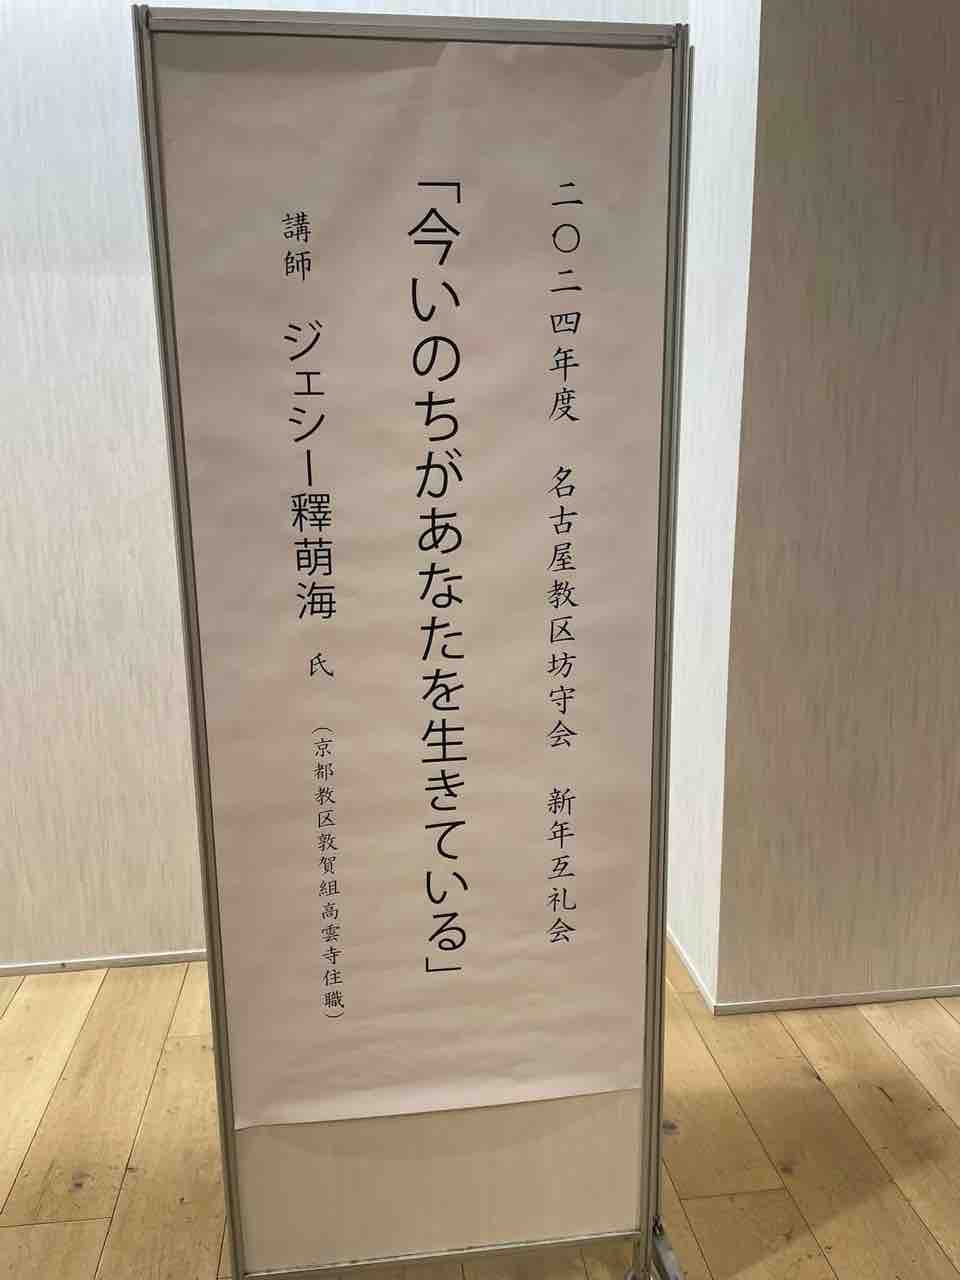 二〇二四年度　名古屋教区坊守会　新年互礼会
「今いのちがあなたを生きている」
講師　ジェシー釋萌海　氏　（京都教区敦賀組高雲寺住職）